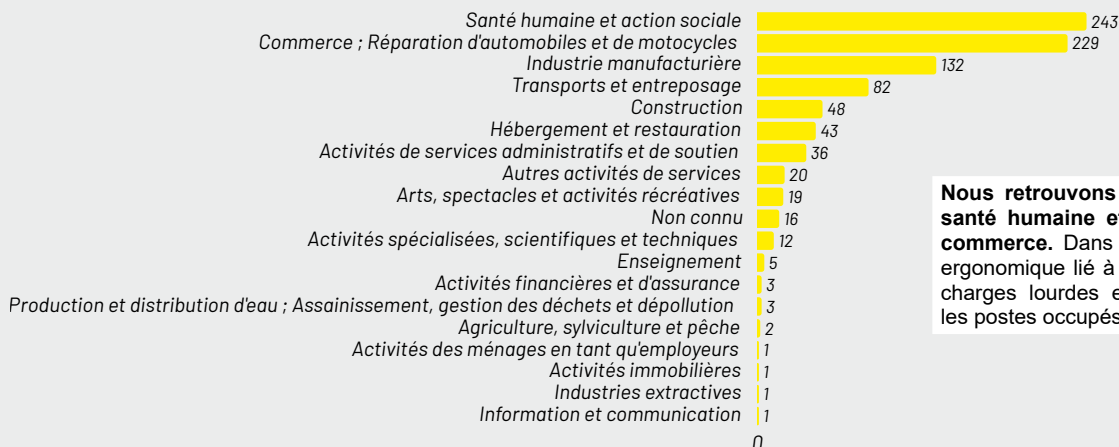 Santé humaine et action sociale 243
Commerce ; Réparation d'automobiles et de motocycles 229
Industrie manufacturière 132
Transports et entreposage 82
Construction 48
Hébergement et restauration 43
Activités de services administratifs et de soutien 36
Autres activités de services 20
Arts, spectacles et activités récréatives 19
Non connu 16
Activités spécialisées, scientifiques et techniques 12
Enseignement 5
Activités financières et d'assurance 3
Production et distribution d'eau ; Assainissement, gestion des déchets et dépollution 3
Agriculture, sylviculture et pêche 2
Activités des ménages en tant qu'employeurs 1
Activités immobilières 1
Industries extractives 1
Information et communication 1
0
Nous retrouvons
santé humaine et
commerce. Dans
ergonomique lié à
charges lourdes e
les postes occupés